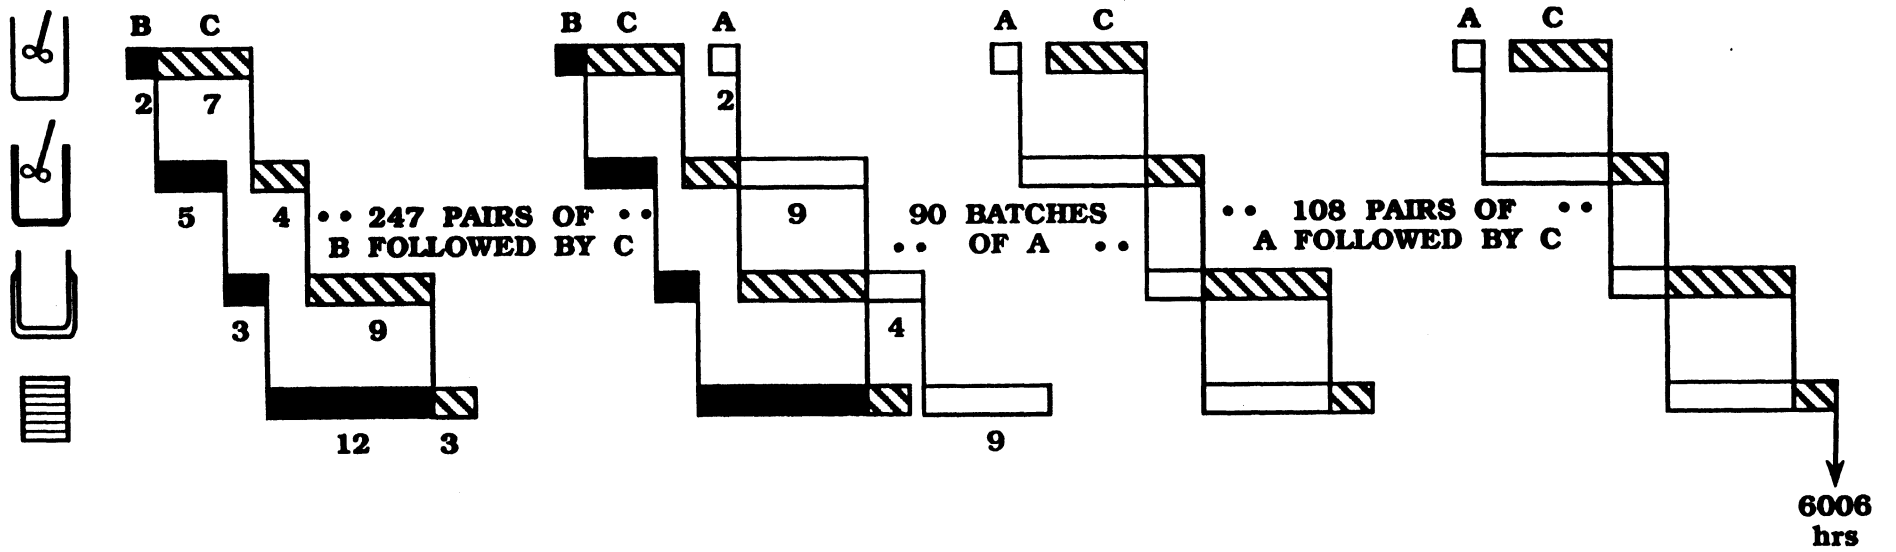 B C B C A A C A C
2 7 2
5 4 •• 247 PAIRS OF •• 9 90 BATCHES •• 108 PAIRS OF ••
B FOLLOWED BY C •• OF A •• A FOLLOWED BY C
3 9 4
12 3 9
6006
hrs